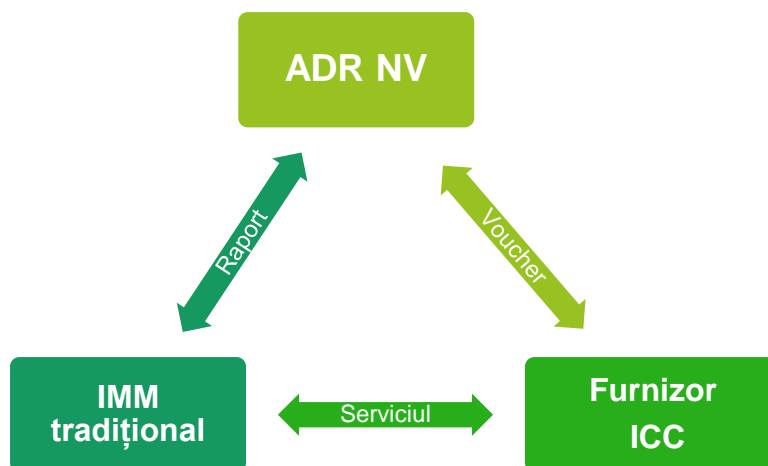 ADR NV
Raport
Voucher
IMM
tradițional
Serviciul
Furnizor
ICC